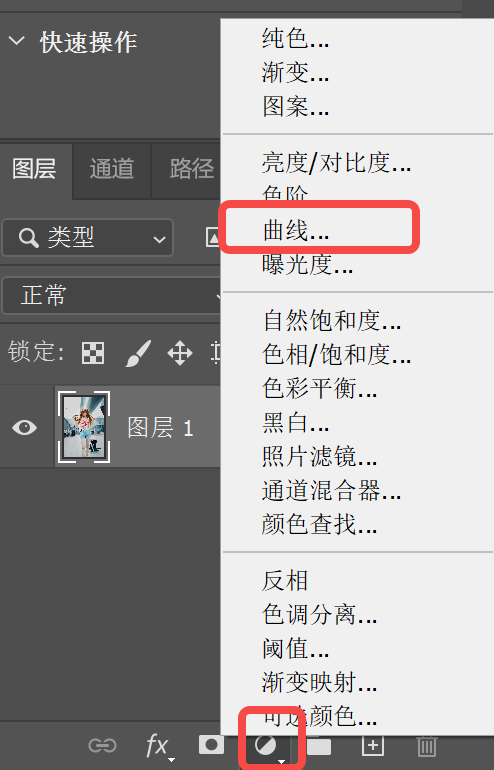 快速操作
纯色...
渐变...
图案...
图层 通道 路径
亮度/对比度...
色阶
类型
曲线...
曝光度...
正常
自然饱和度...
锁定:
色相/饱和度...
色彩平衡...
黑白...
图层 1
照片滤镜...
通道混合器...
颜色查找...
反相
色调分离...
阈值...
渐变映射...
可选颜色...
fx